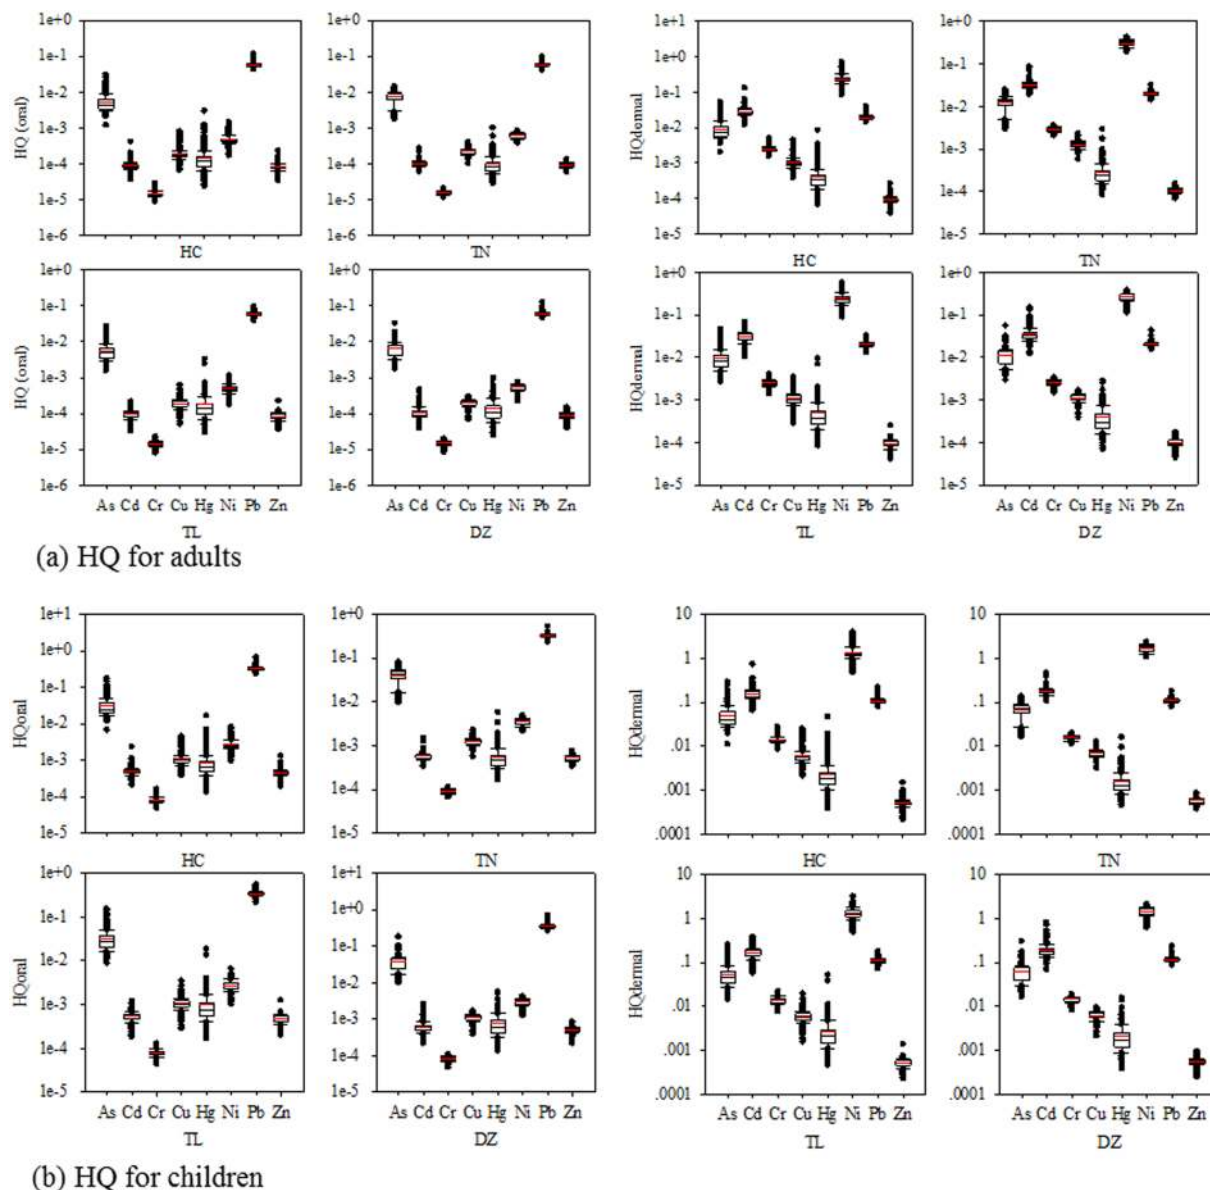 1e+0 1e+0 1e+1 1e+0
1e-1 1e-1 1e+0 1e-1
1e-2 1e-2 1e-1 1e-2
1e-3 1e-3 1e-2 1e-3
1e-4 1e-4 1e-3 1e-4
1e-5 1e-5 1e-4
1e-6 1e-6 1e-5 1e-5
HQ (oral) HQdermal
HC TN HC TN
1e+0 1e+0 1e+0 1e+0
1e-1 1e-1 1e-1 1e-1
1e-2 1e-2 1e-2 1e-2
1e-3 1e-3 1e-3 1e-3
1e-4 1e-4 1e-4 1e-4
1e-5 1e-5
1e-6 1e-6 1e-5 1e-5
HQ (oral) HQdermal
As Cd Cr Cu Hg Ni Pb Zn As Cd Cr Cu Hg Ni Pb Zn As Cd Cr Cu Hg Ni Pb Zn As Cd Cr Cu Hg Ni Pb Zn
TL DZ TL DZ
(a) HQ for adults
1e+1 1e+0 10 10
1e+0 1e-1 1 1
1e-1 1e-2 .1 .1
1e-2 1e-3 .01 .01
1e-3 1e-4 .001 .001
1e-4
1e-5 1e-5 .0001 .0001
HQoral HQdermal
HC TN HC TN
1e+0 1e+1 10 10
1e-1 1e+0 1 1
1e-2 1e-1 .1 .1
1e-3 1e-2 .01 .01
1e-4 1e-3 .001 .001
1e-4
1e-5 1e-5 .0001 .0001
HQoral HQdermal
As Cd Cr Cu Hg Ni Pb Zn As Cd Cr Cu Hg Ni Pb Zn As Cd Cr Cu Hg Ni Pb Zn As Cd Cr Cu Hg Ni Pb Zn
TL DZ TL DZ
(b) HQ for children